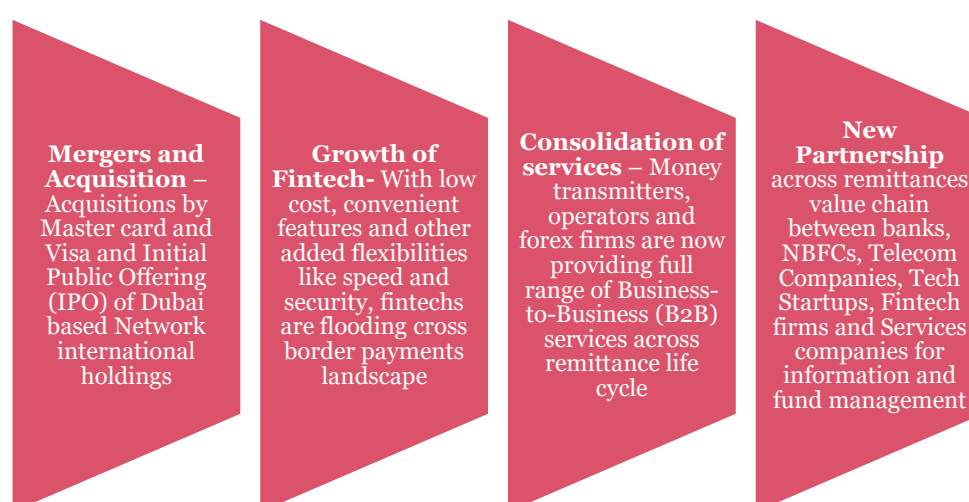 Mergers and
Acquisition –
Acquisitions by
Master card and
Visa and Initial
Public Offering
(IPO) of Dubai
based Network
international
holdings
Growth of
Fintech- With low
cost, convenient
features and other
added flexibilities
like speed and
security, fintechs
are flooding cross
border payments
landscape
Consolidation of
services – Money
transmitters,
operators and
forex firms are now
providing full
range of Business-
to-Business (B2B)
services across
remittance life
cycle
New
Partnership
across remittances
value chain
between banks,
NBFCs, Telecom
Companies, Tech
Startups, Fintech
firms and Services
companies for
information and
fund management